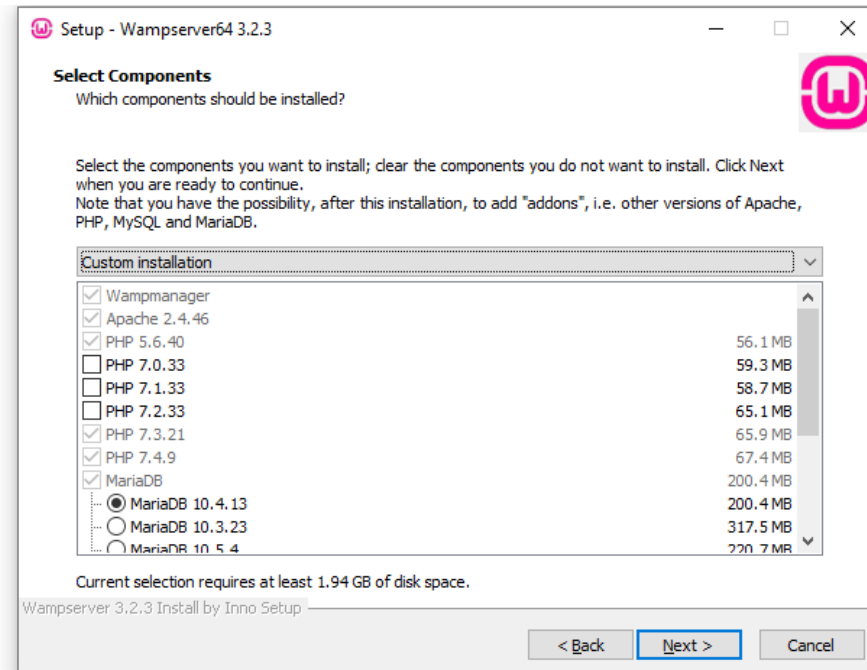 Setup - Wampserver64 3.2.3
Select Components
Which components should be installed?
Select the components you want to install; clear the components you do not want to install. Click Next
when you are ready to continue.
Note that you have the possibility, after this installation, to add "addons", i.e. other versions of Apache,
PHP, MySQL and MariaDB.
Custom installation
Wampmanager
Apache 2.4.46
PHP 5.6.40 56.1 MB
PHP 7.0.33 59.3 MB
PHP 7.1.33 58.7 MB
PHP 7.2.33 65.1 MB
PHP 7.3.21 65.9 MB
PHP 7.4.9 67.4 MB
MariaDB 200.4 MB
MariaDB 10.4.13 200.4 MB
MariaDB 10.3.23 317.5 MB
MariaDB 10.5.4 220.7 MB
Current selection requires at least 1.94 GB of disk space.
Wampserver 3.2.3 Install by Inno Setup
< Back Next > Cancel